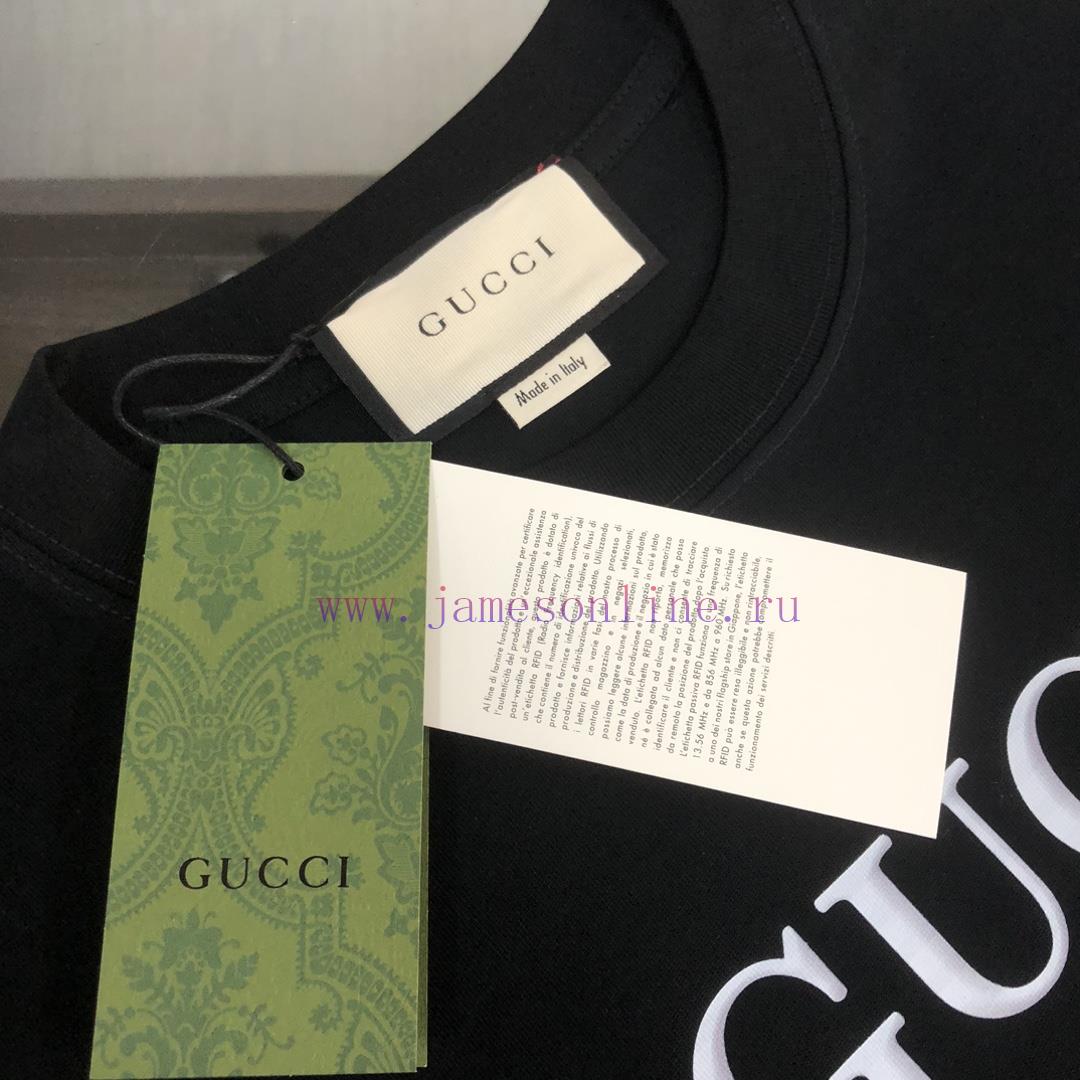 GUCCI
Made in Italy
Al fine di fornire funzioni avanzate per certificare
l'autenticità del prodotto e un'eccezionale assistenza
post-vendita al cliente, questo prodotto è dotato di
un'etichetta RFID (Radio Frequency identification),
che contiene il numero di identificazione univoco del
prodotto e fornisce informazioni relative ai flussi di
produzione e distribuzione del prodotto. Utilizzando
i lettori RFID in varie fasi del nostro processo di
controllo magazzino e in negozi selezionati,
possiamo leggere alcune informazioni sul prodotto,
come la data di produzione e il negozio in cui è stato
venduto. L'etichetta RFID non riporta, memorizza
né è collegata ad alcun dato personale che possa
identificare il cliente e non ci consente di tracciare
da remoto la posizione del prodotto dopo l'acquisto
L'etichetta passiva RFID funziona a una frequenza di
13.56 MHz e da 856 MHz a 960 MHz. Su richiesta
a uno dei nostri flagship store in Giappone, l'etichetta
RFID può essere resa illeggibile e non rintracciabile,
anche se questa azione potrebbe compromettere il
funzionamento dei servizi descritti
www.jamesonline.ru
GUCCI
GUC